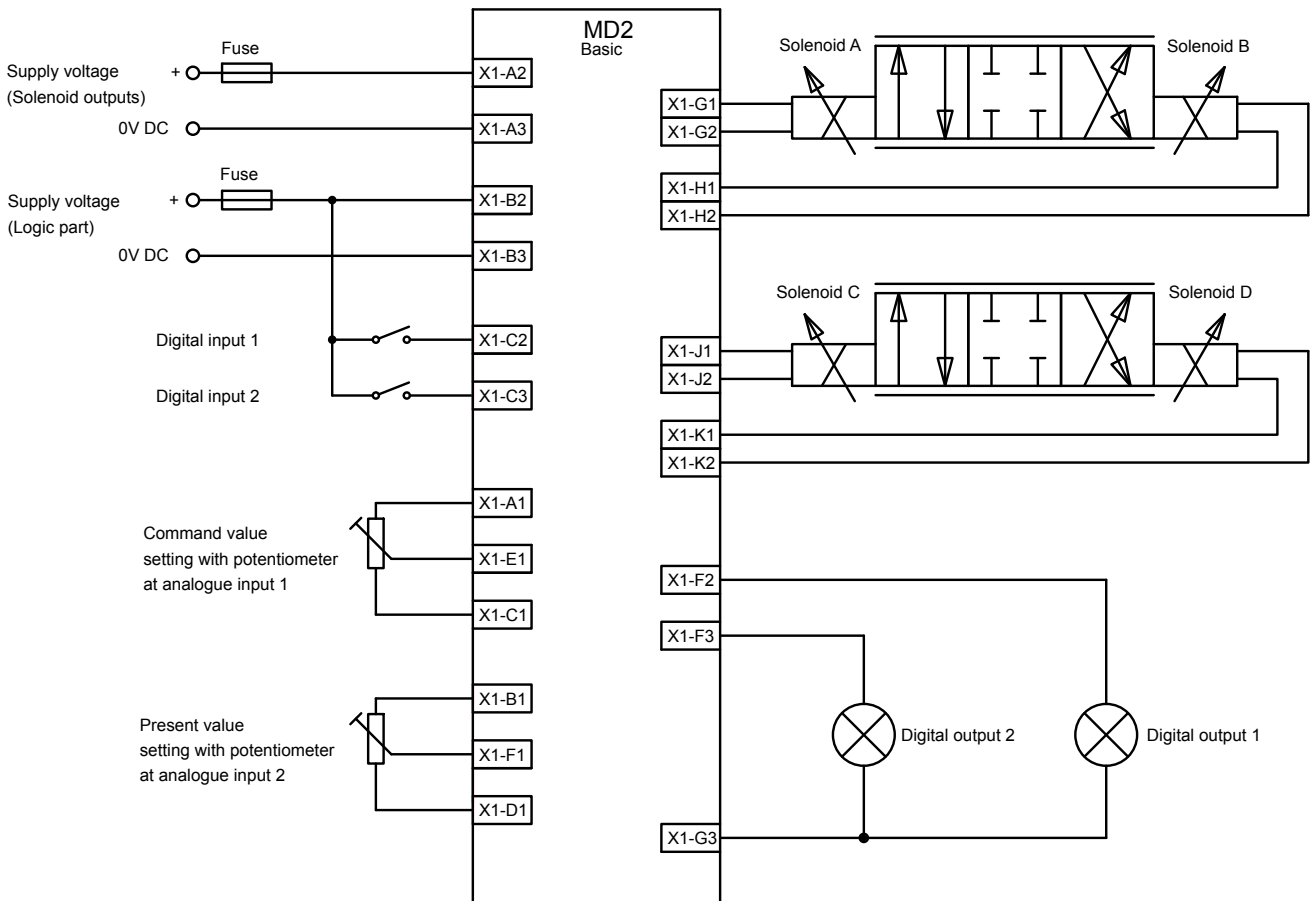 MD2
Basic
Fuse
Supply voltage
(Solenoid outputs)
+
X1-A2
0V DC
X1-A3
Fuse
Supply voltage
(Logic part)
+
X1-B2
0V DC
X1-B3
Digital input 1
X1-C2
Digital input 2
X1-C3
X1-A1
Command value
setting with potentiometer
at analogue input 1
X1-E1
X1-C1
X1-B1
Present value
setting with potentiometer
at analogue input 2
X1-F1
X1-D1
Solenoid A
Solenoid B
X1-G1
X1-G2
X1-H1
X1-H2
Solenoid C
Solenoid D
X1-J1
X1-J2
X1-K1
X1-K2
X1-F2
X1-F3
Digital output 2
Digital output 1
X1-G3